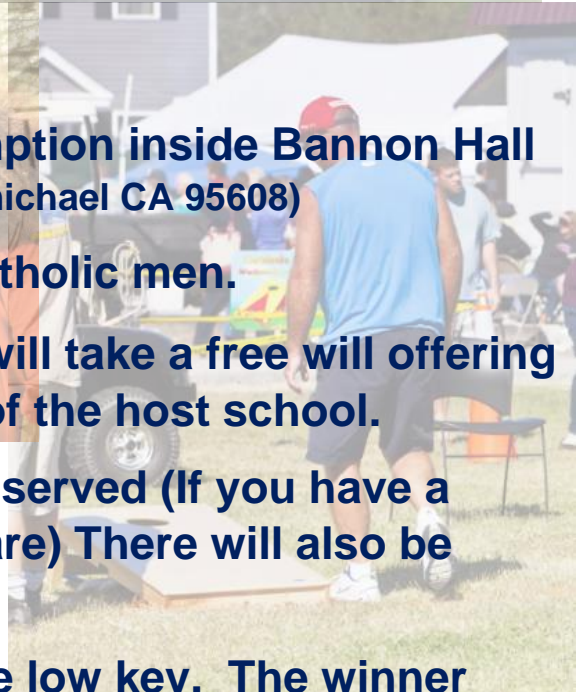 ption inside Bannon Hall
ichael CA 95608)
tholic men.
will take a free will offering
of the host school.
served (If you have a
are) There will also be
e low key. The winner